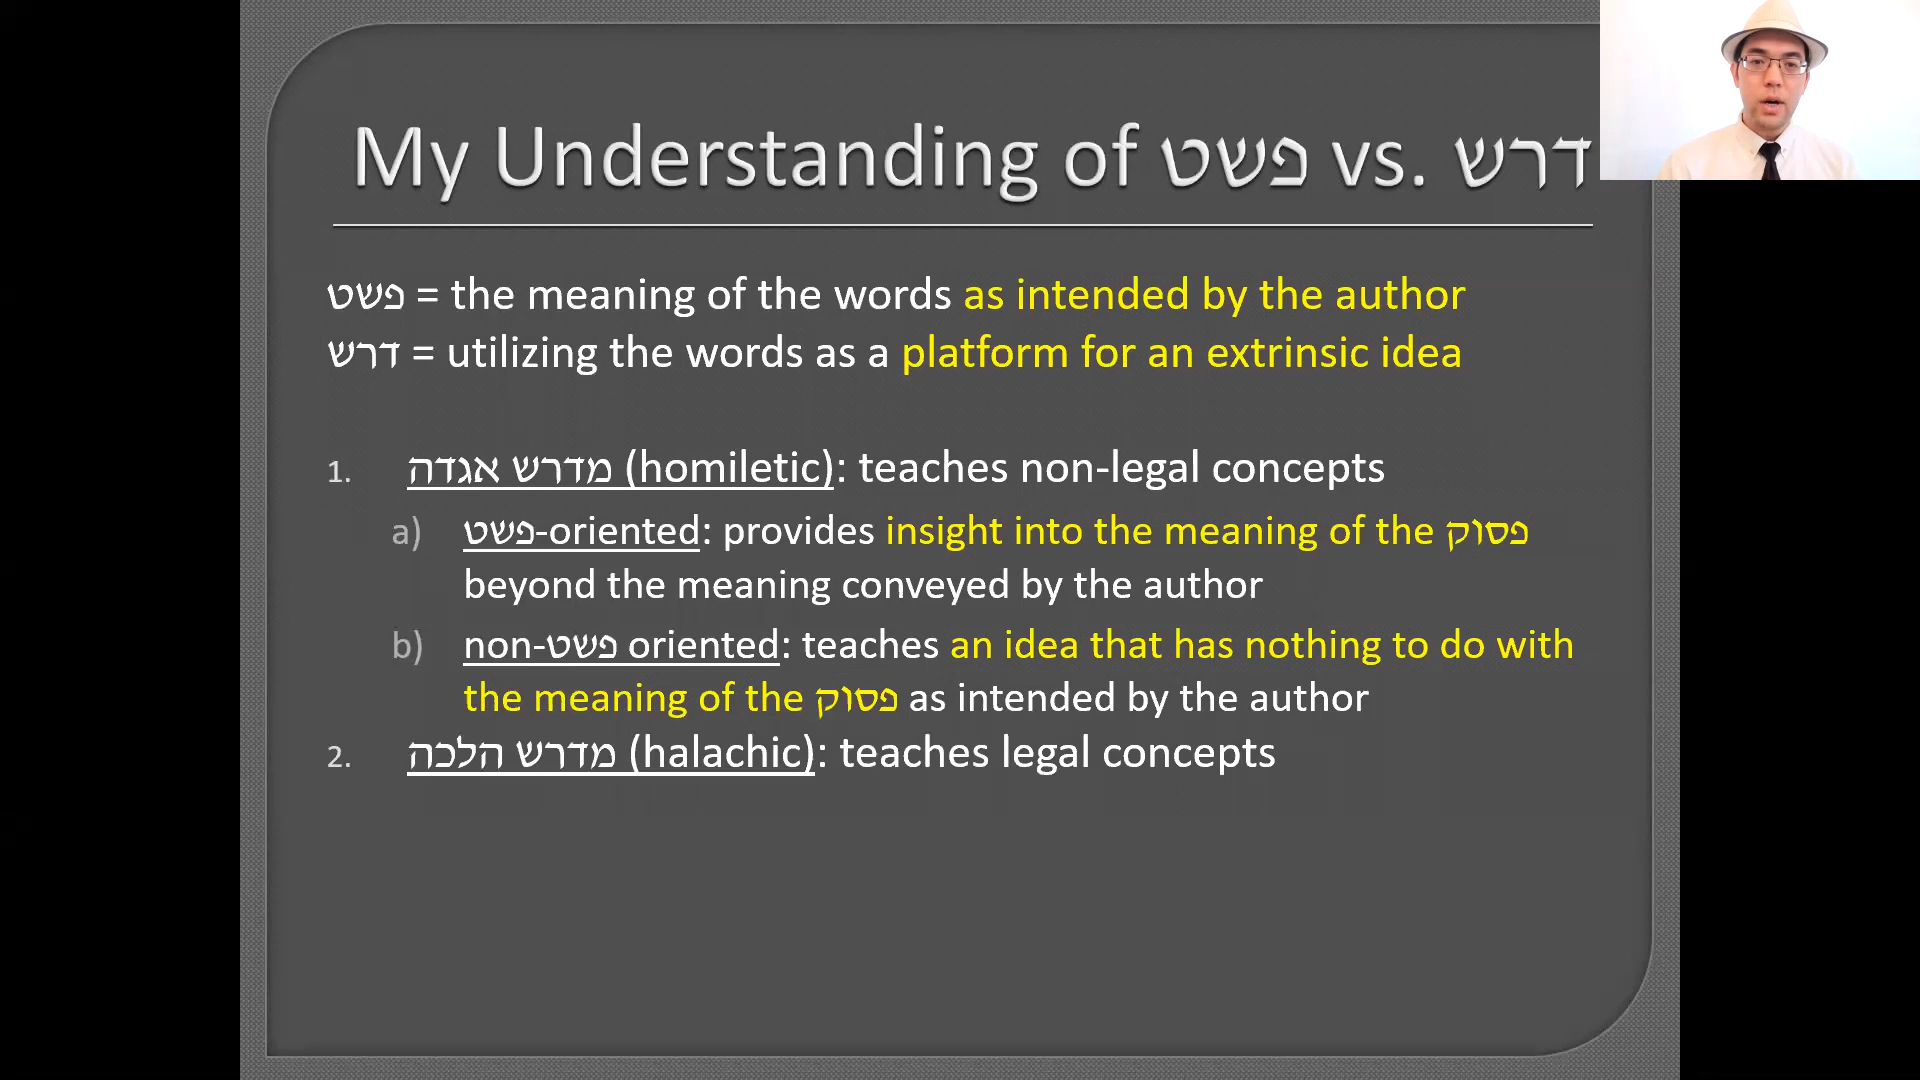 My Understanding of פשט vs. דרש
פשט = the meaning of the words as intended by the author
דרש = utilizing the words as a platform for an extrinsic idea
1. מדרש אגדה (homiletic): teaches non-legal concepts
a) פשט-oriented: provides insight into the meaning of the פסוק
beyond the meaning conveyed by the author
b) non-פשט oriented: teaches an idea that has nothing to do with
the meaning of the פסוק as intended by the author
2. מדרש הלכה (halachic): teaches legal concepts